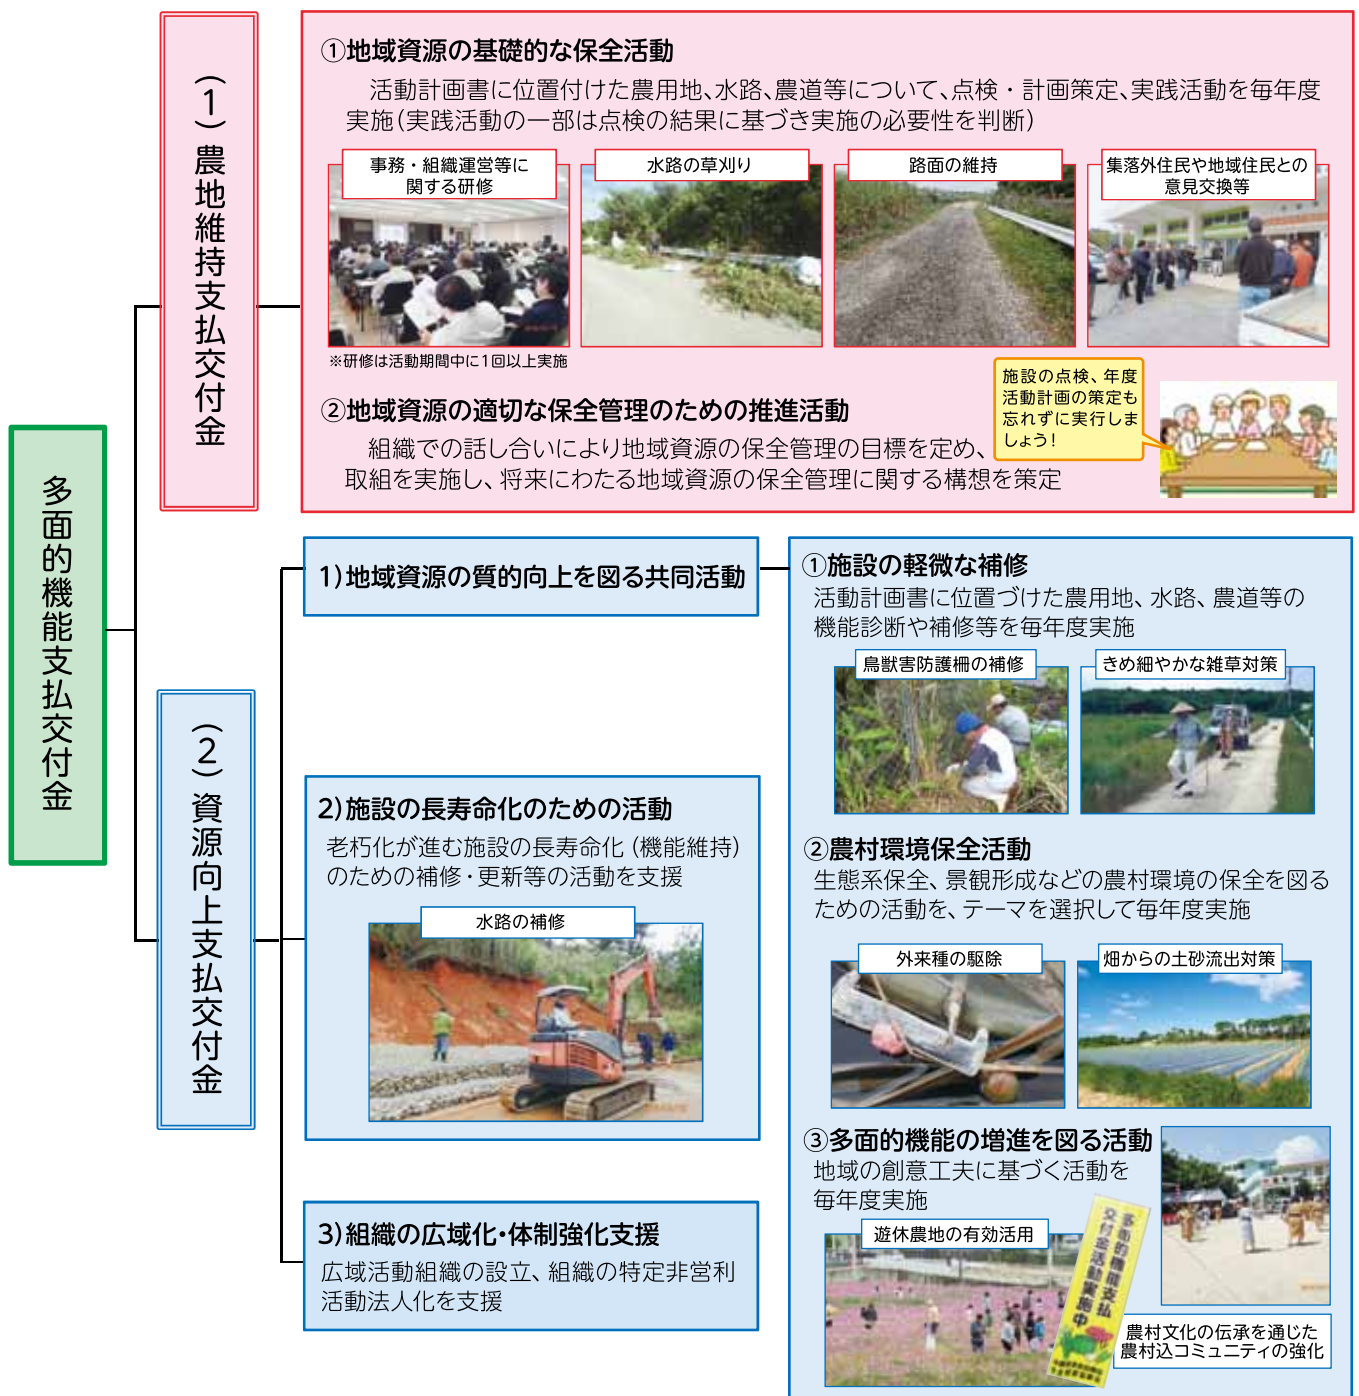 多面的機能支払交付金
(1)農地維持支払交付金
①地域資源の基礎的な保全活動
活動計画書に位置付けた農用地、水路、農道等について、点検・計画策定、実践活動を毎年度
実施(実践活動の一部は点検の結果に基づき実施の必要性を判断)
事務・組織運営等に
関する研修
水路の草刈り
路面の維持
集落外住民や地域住民との
意見交換等
※研修は活動期間中に1回以上実施
②地域資源の適切な保全管理のための推進活動
組織での話し合いにより地域資源の保全管理の目標を定め、
取組を実施し、将来にわたる地域資源の保全管理に関する構想を策定
施設の点検、年度
活動計画の策定も
忘れずに実行しま
しょう!
(2)資源向上支払交付金
1)地域資源の質的向上を図る共同活動
①施設の軽微な補修
活動計画書に位置づけた農用地、水路、農道等の
機能診断や補修等を毎年度実施
鳥獣害防護柵の補修
きめ細やかな雑草対策
②農村環境保全活動
生態系保全、景観形成などの農村環境の保全を図る
ための活動を、テーマを選択して毎年度実施
外来種の駆除
畑からの土砂流出対策
③多面的機能の増進を図る活動
地域の創意工夫に基づく活動を
毎年度実施
遊休農地の有効活用
多面的機能支払
交付金活動実施中
農村文化の伝承を通じた
農村込コミュニティの強化
2)施設の長寿命化のための活動
老朽化が進む施設の長寿命化(機能維持)
のための補修・更新等の活動を支援
水路の補修
3)組織の広域化・体制強化支援
広域活動組織の設立、組織の特定非営利
活動法人化を支援